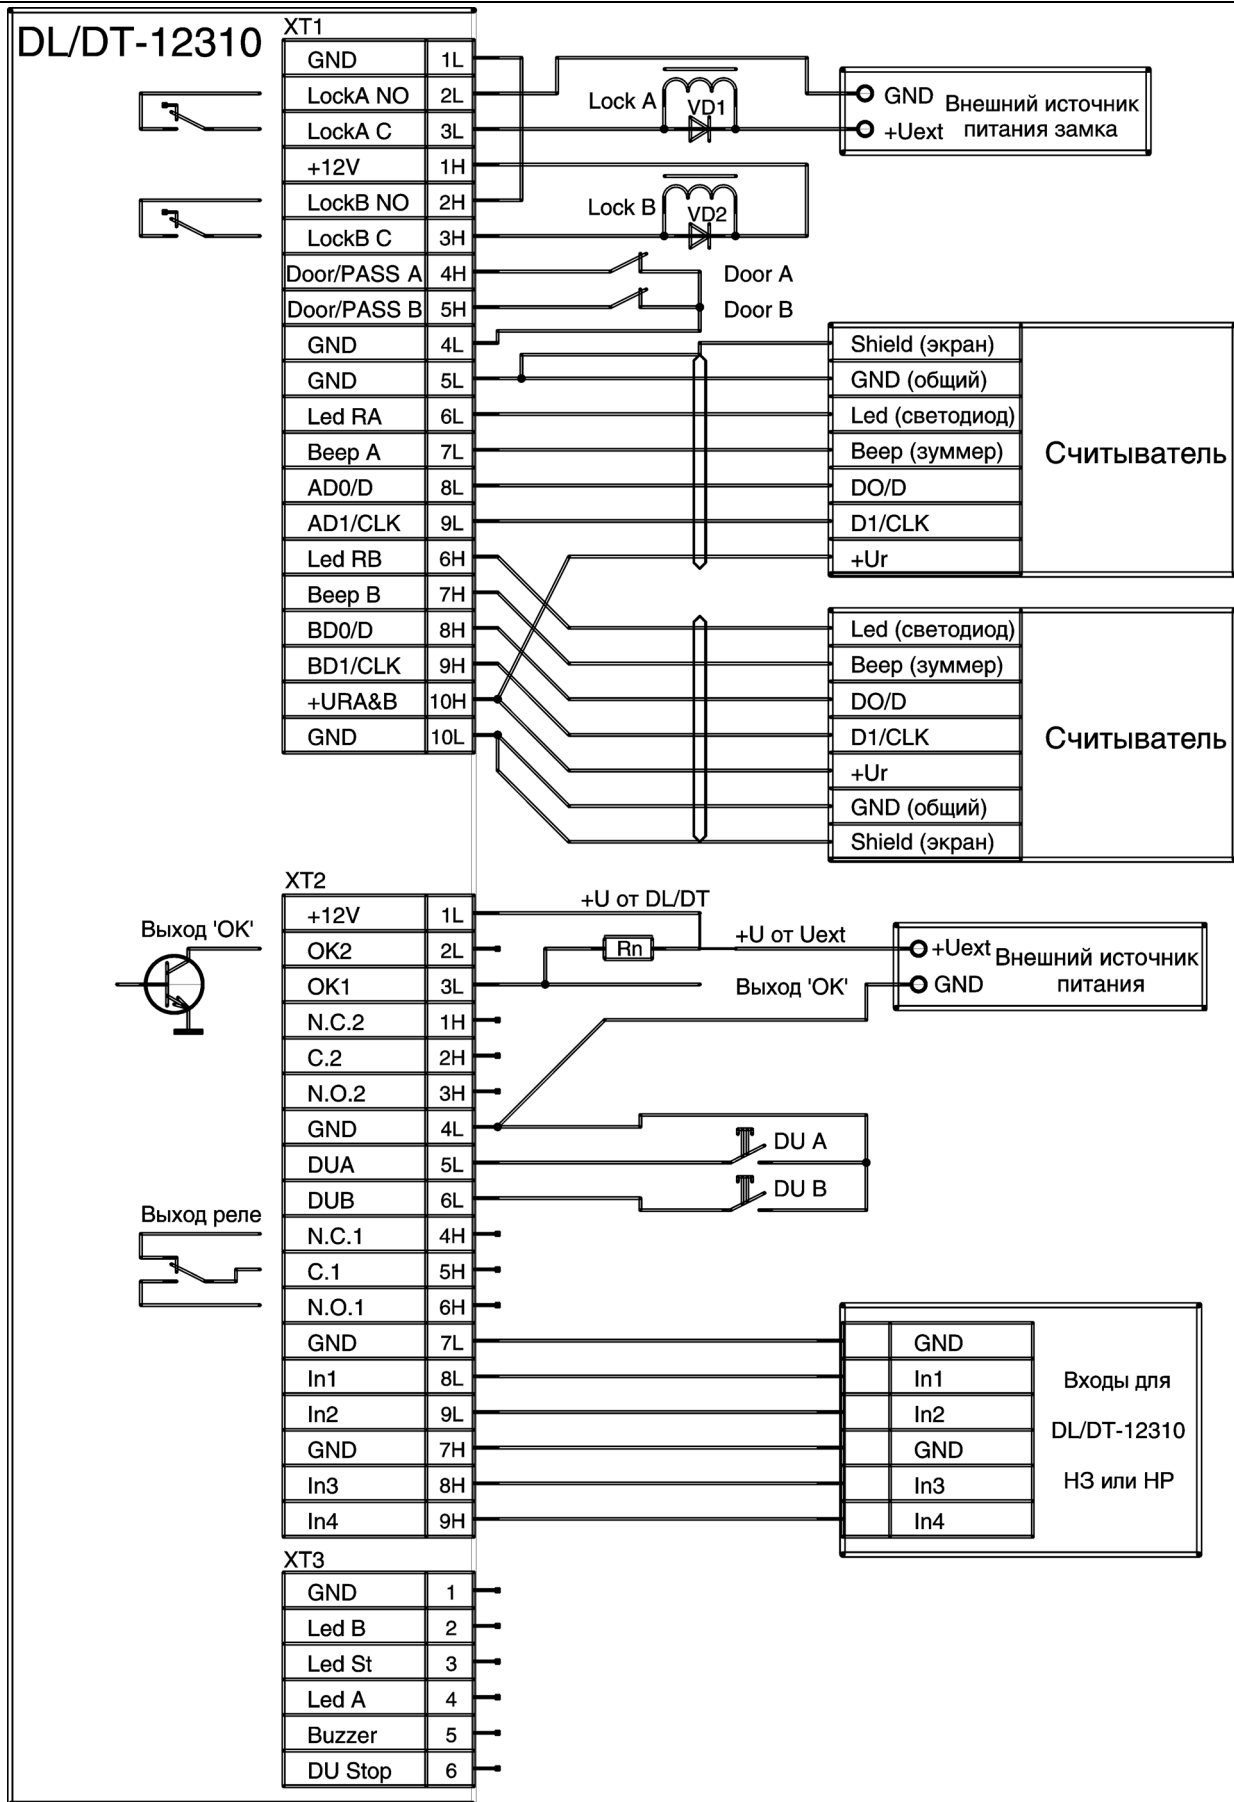 DL/DT-12310
XT1
GND 1L
LockA NO 2L
LockA C 3L
+12V 1H
LockB NO 2H
LockB C 3H
Door/PASS A 4H
Door/PASS B 5H
GND 4L
GND 5L
Led RA 6L
Beep A 7L
AD0/D 8L
AD1/CLK 9L
Led RB 6H
Beep B 7H
BD0/D 8H
BD1/CLK 9H
+URA&B 10H
GND 10L
Lock A
VD1
GND
+Uext
Внешний источник
питания замка
Lock B
VD2
Door A
Door B
Shield (экран)
GND (общий)
Led (светодиод)
Beep (зуммер)
DO/D
D1/CLK
+Ur
Считыватель
Led (светодиод)
Beep (зуммер)
DO/D
D1/CLK
+Ur
GND (общий)
Shield (экран)
Считыватель
XT2
+12V 1L
OK2 2L
OK1 3L
N.C.2 1H
C.2 2H
N.O.2 3H
GND 4L
DUA 5L
DUB 6L
N.C.1 4H
C.1 5H
N.O.1 6H
GND 7L
In1 8L
In2 9L
GND 7H
In3 8H
In4 9H
Выход 'OK'
Выход реле
+U от DL/DT
Rn
+U от Uext
Выход 'OK'
+Uext
GND
Внешний источник
питания
DU A
DU B
GND
In1
In2
GND
In3
In4
Входы для
DL/DT-12310
НЗ или НР
XT3
GND 1
Led B 2
Led St 3
Led A 4
Buzzer 5
DU Stop 6